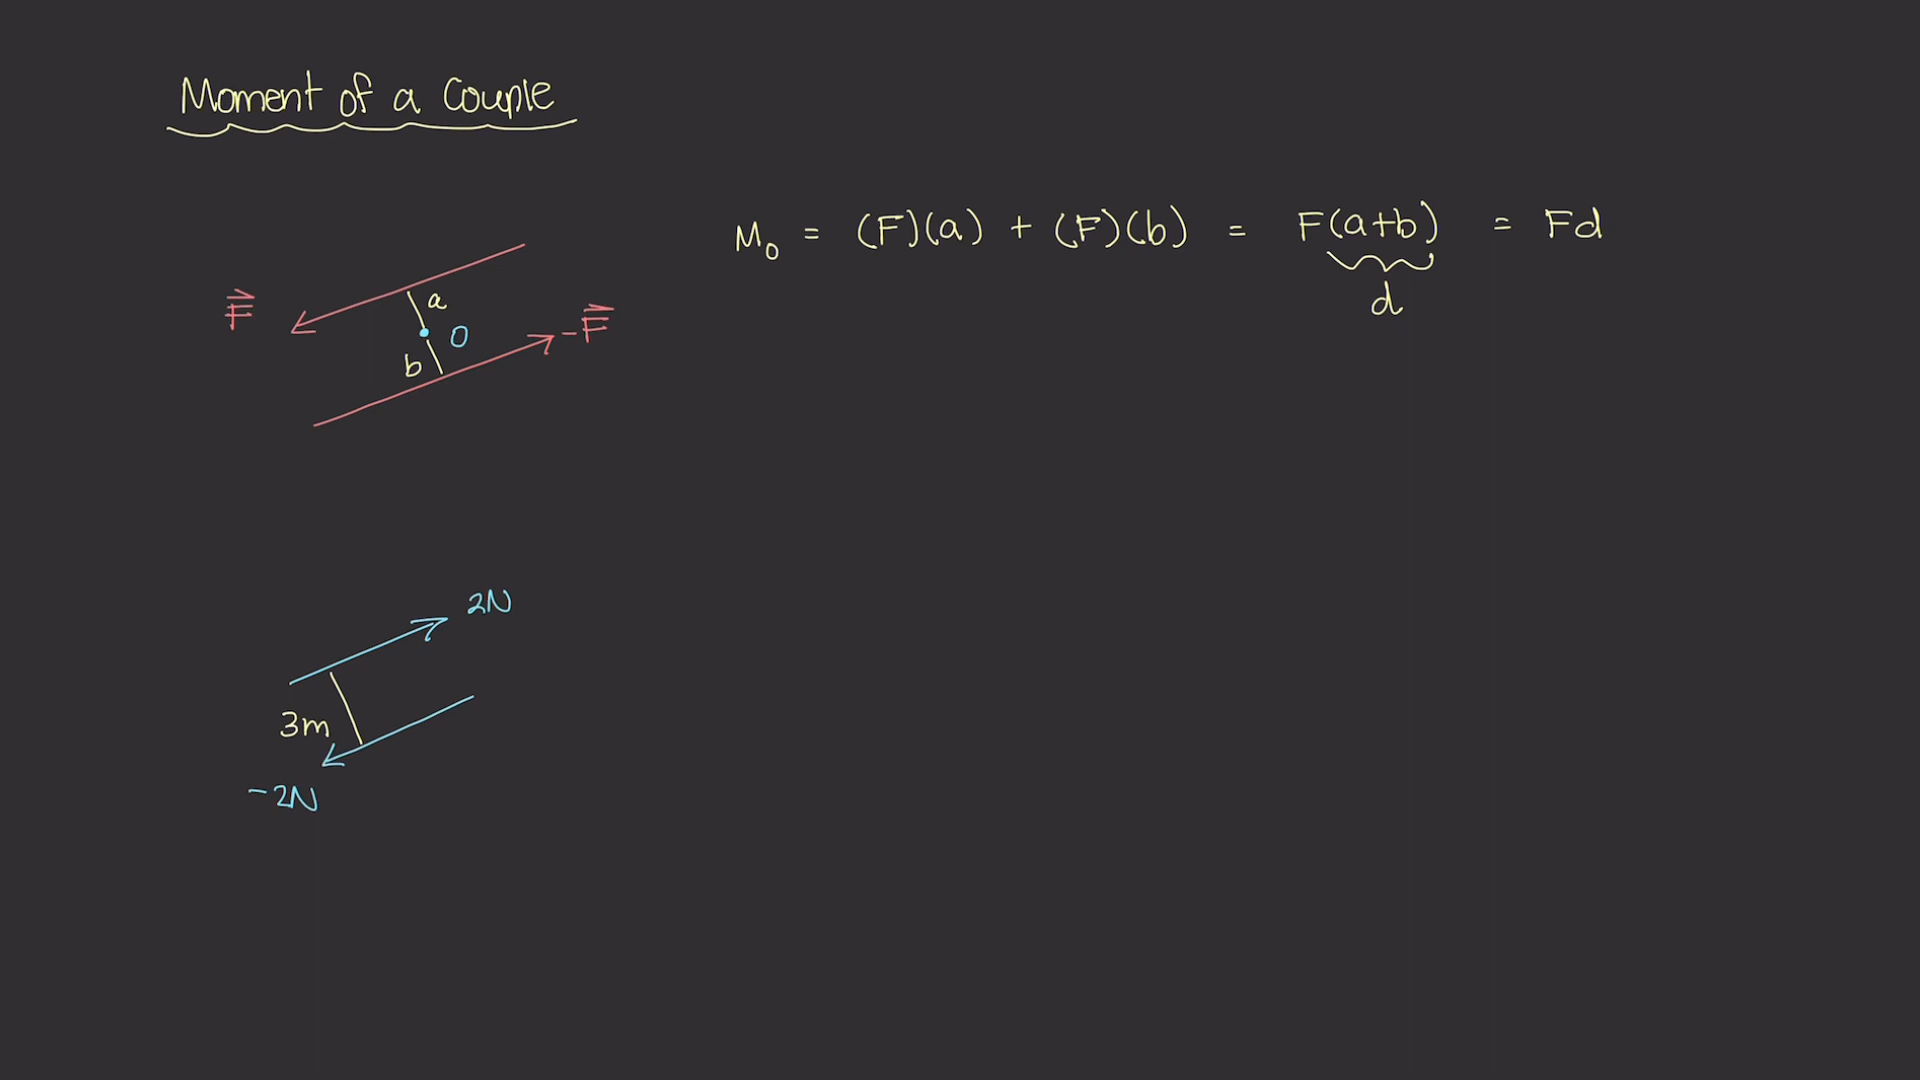 Moment of a Couple
M₀ = (F)(a) + (F)(b) = F(a+b) = Fd
d
F⃗
a
O
-F⃗
b
2N
3m
-2N